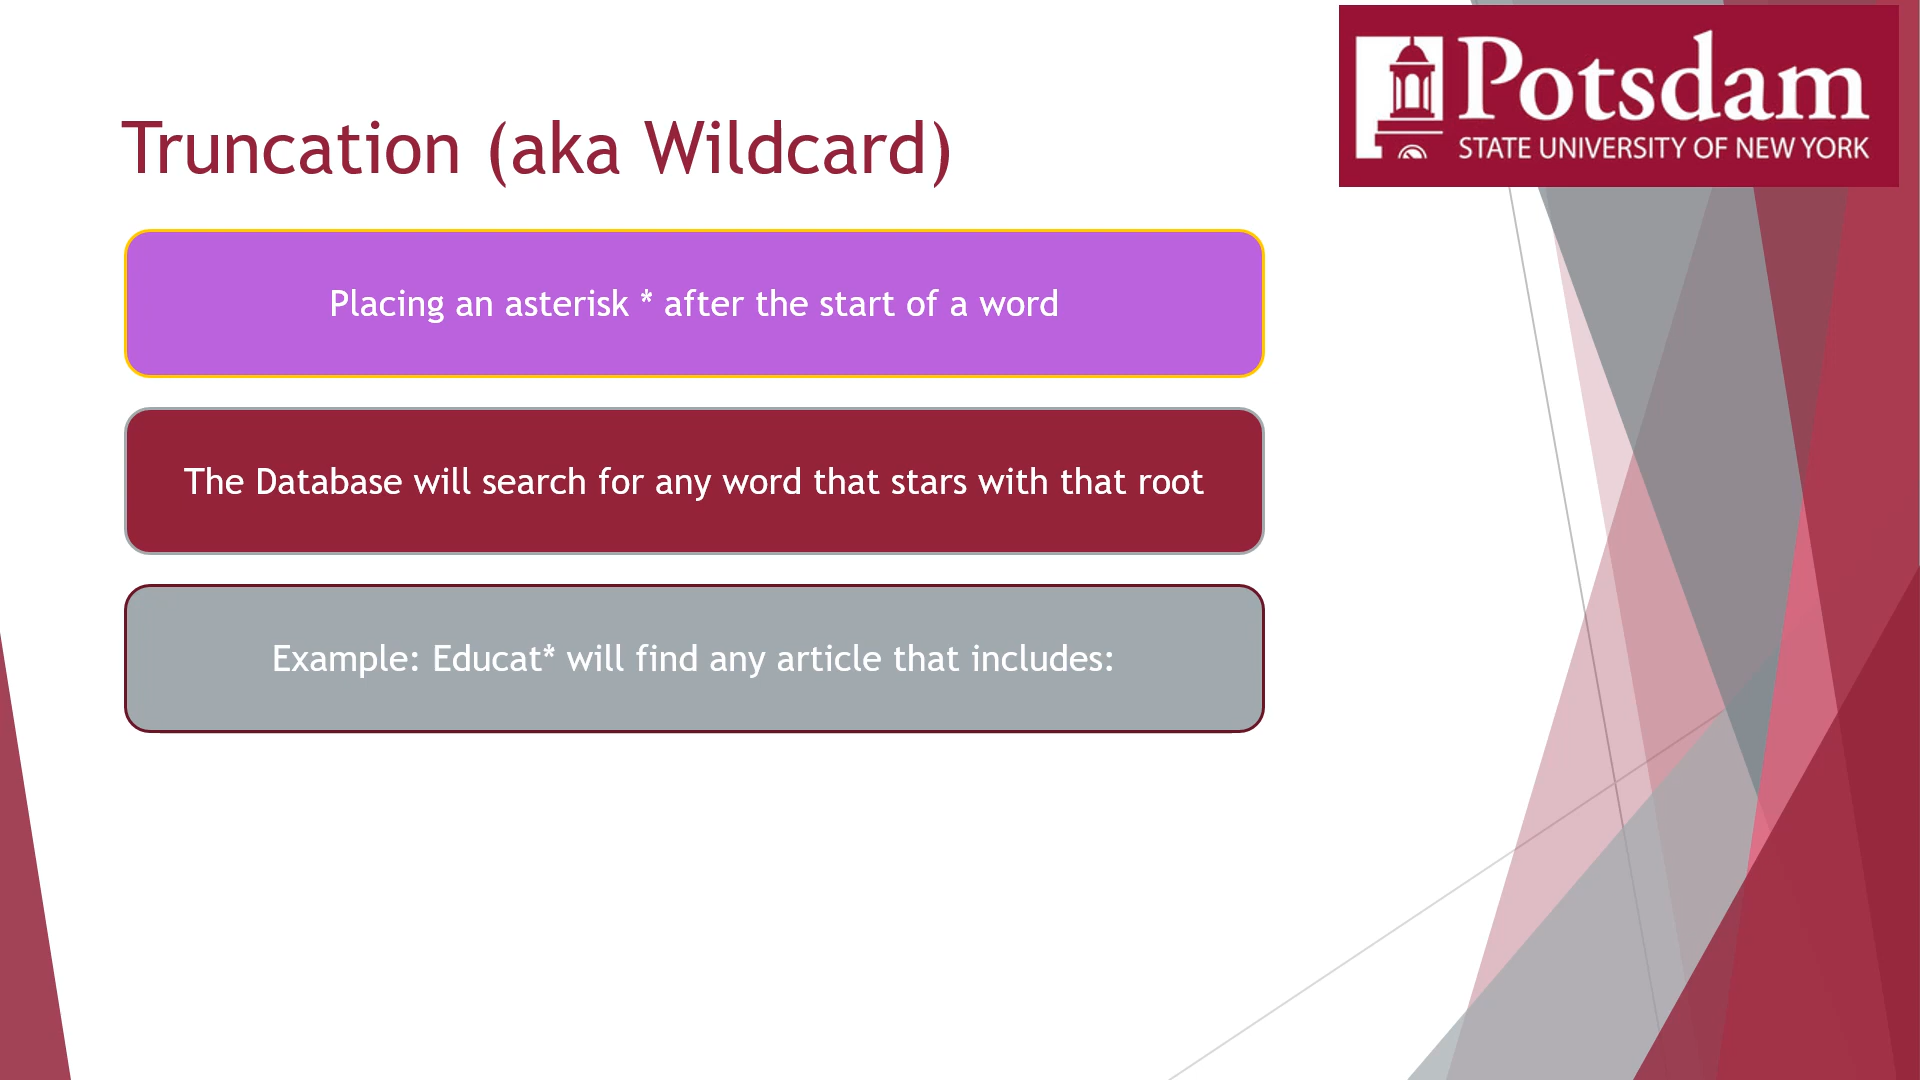 Potsdam
STATE UNIVERSITY OF NEW YORK
Truncation (aka Wildcard)
Placing an asterisk * after the start of a word
The Database will search for any word that stars with that root
Example: Educat* will find any article that includes: